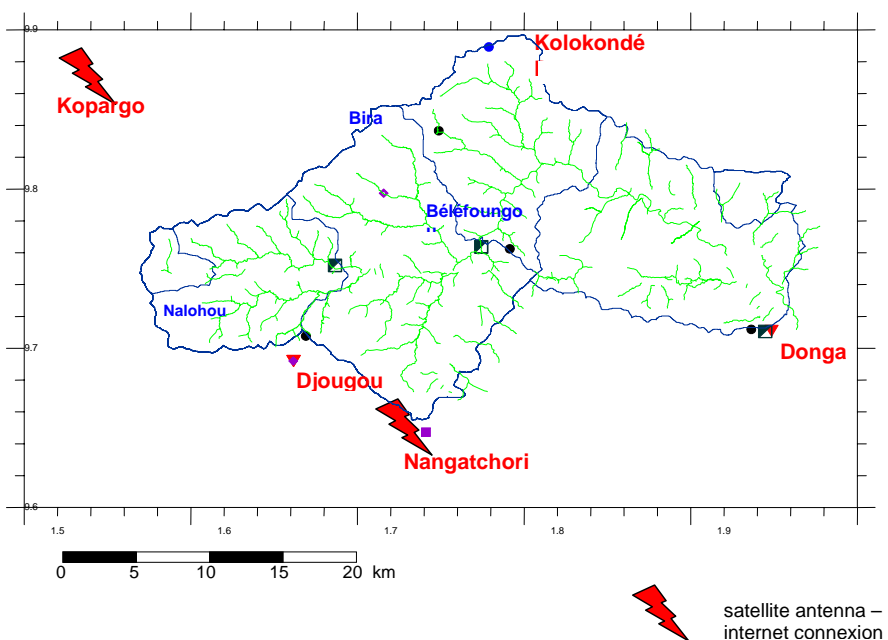 9.9
Kolokondé
Kopargo
Bira
9.8
Béléfoungo
Nalohou
9.7
Donga
Djougou
Nangatchori
9.6
1.5 1.6 1.7 1.8 1.9
0 5 10 15 20 km
satellite antenna –
internet connexion